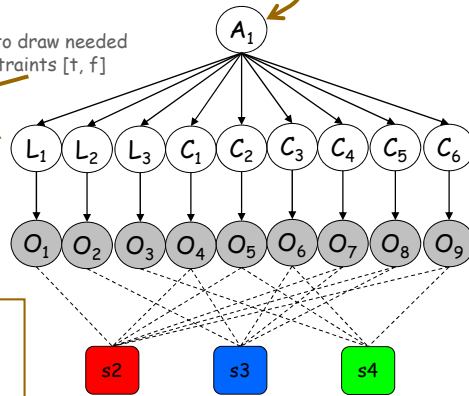 A1
to draw needed
traints [t, f]
L1 L2 L3 C1 C2 C3 C4 C5 C6
O1 O2 O3 O4 O5 O6 O7 O8 O9
s2 s3 s4